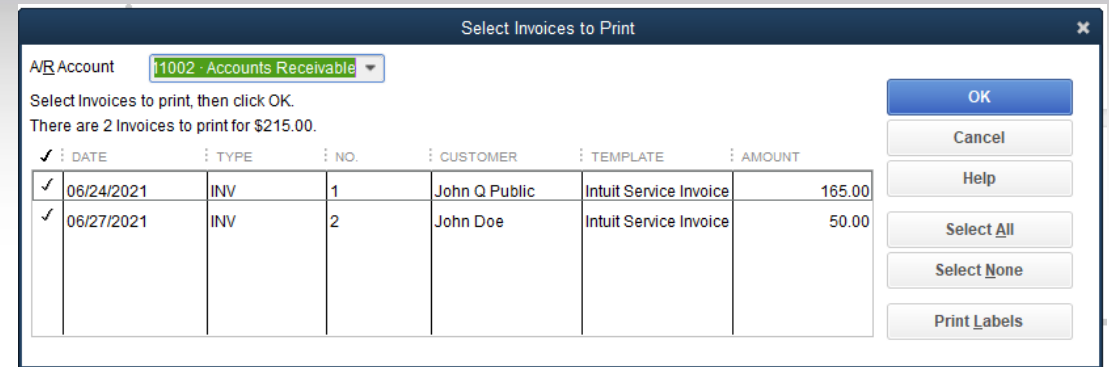 Select Invoices to Print
A/R Account 11002 · Accounts Receivable
Select Invoices to print, then click OK.
There are 2 Invoices to print for $215.00.
✓ DATE TYPE NO. CUSTOMER TEMPLATE AMOUNT
✓ 06/24/2021 INV 1 John Q Public Intuit Service Invoice 165.00
✓ 06/27/2021 INV 2 John Doe Intuit Service Invoice 50.00
OK
Cancel
Help
Select All
Select None
Print Labels